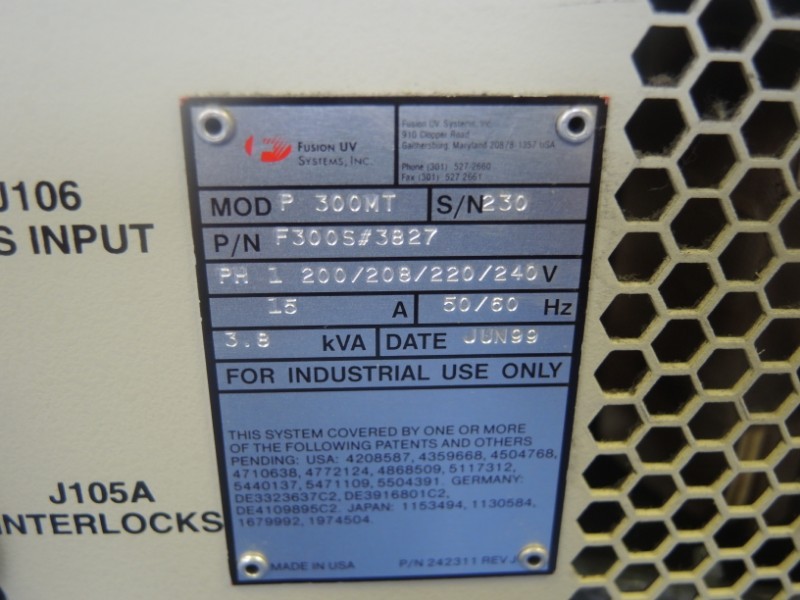 FUSION UV
SYSTEMS, INC.
Fusion UV Systems, Inc.
910 Clopper Road
Gaithersburg, Maryland 20878-1357 USA
Phone (301) 527-2660
Fax (301) 527 2661
MOD P 300MT S/N 230
P/N F300S#3827
PH 1 200/208/220/240 V
15 A 50/60 Hz
3.8 kVA DATE JUN99
FOR INDUSTRIAL USE ONLY
THIS SYSTEM COVERED BY ONE OR MORE
OF THE FOLLOWING PATENTS AND OTHERS
PENDING: USA: 4208587, 4359668, 4504768,
4710638, 4772124, 4868509, 5117312,
5440137, 5471109, 5504391. GERMANY:
DE3323637C2, DE3916801C2,
DE4109895C2. JAPAN: 1153494, 1130584,
1679992, 1974504.
MADE IN USA P/N 242311 REV J
J106
S INPUT
J105A
INTERLOCKS